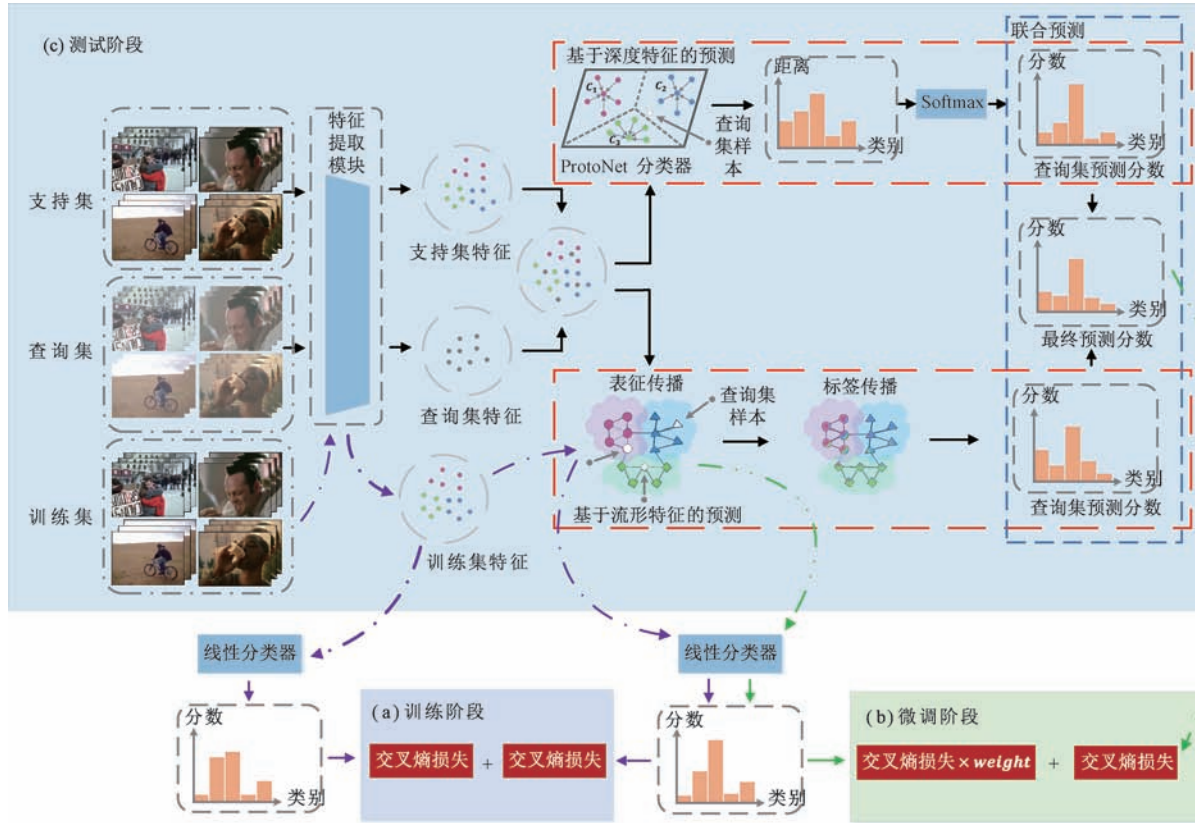 (c) 测试阶段
联合预测
基于深度特征的预测
C1
C2
C3
ProtoNet 分类器
查询
集样
本
距离
类别
Softmax
分数
类别
查询集预测分数
特征
提取
模块
支持集
支持集特征
分数
类别
最终预测分数
查询集
查询集特征
表征传播
查询集
样本
标签传播
基于流形特征的预测
分数
类别
查询集预测分数
训练集
训练集特征
线性分类器
线性分类器
分数
类别
(a) 训练阶段
交叉熵损失 + 交叉熵损失
分数
类别
(b) 微调阶段
交叉熵损失×weight + 交叉熵损失